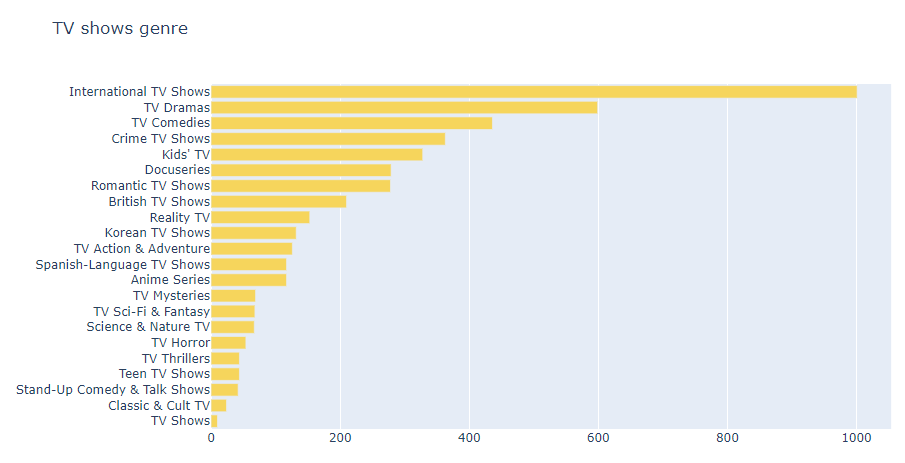 TV shows genre
International TV Shows
TV Dramas
TV Comedies
Crime TV Shows
Kids' TV
Docuseries
Romantic TV Shows
British TV Shows
Reality TV
Korean TV Shows
TV Action & Adventure
Spanish-Language TV Shows
Anime Series
TV Mysteries
TV Sci-Fi & Fantasy
Science & Nature TV
TV Horror
TV Thrillers
Teen TV Shows
Stand-Up Comedy & Talk Shows
Classic & Cult TV
TV Shows
0 200 400 600 800 1000